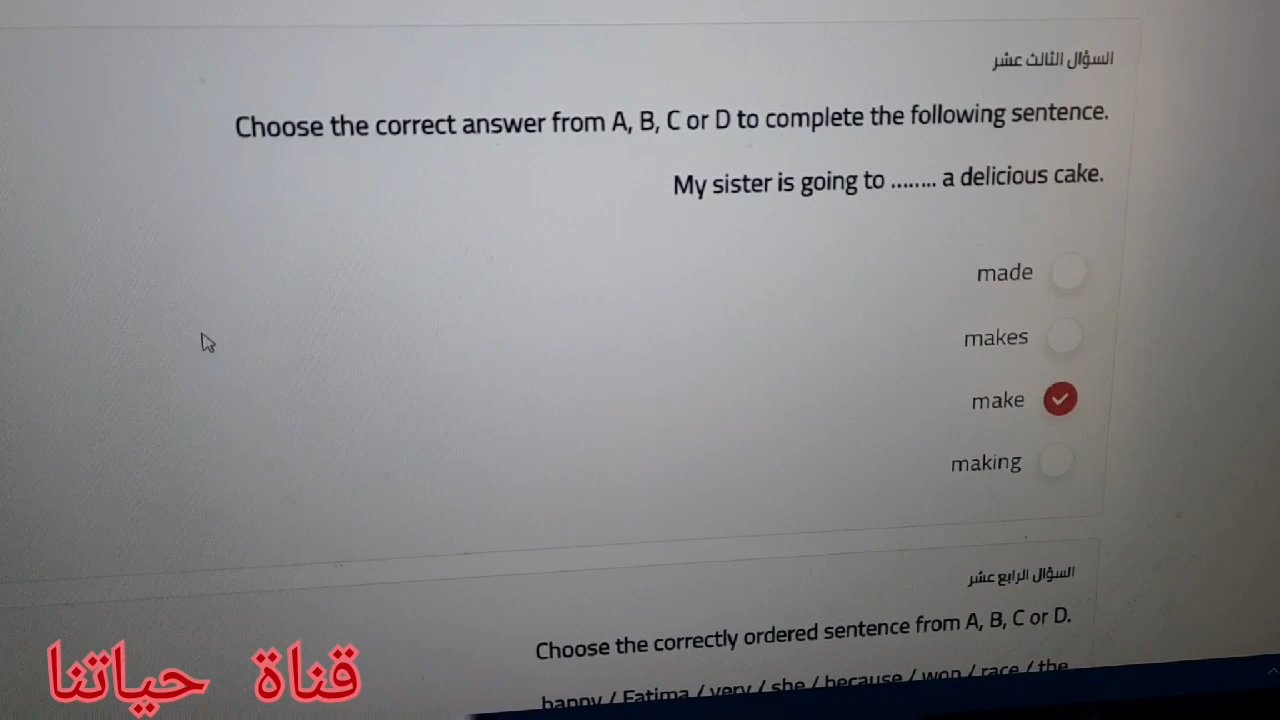 السؤال الثالث عشر
Choose the correct answer from A, B, C or D to complete the following sentence.
My sister is going to ........ a delicious cake.
made
makes
make
making
السؤال الرابع عشر
Choose the correctly ordered sentence from A, B, C or D.
happy / Fatima / very / she / because / won / race / the
قناة حياتنا